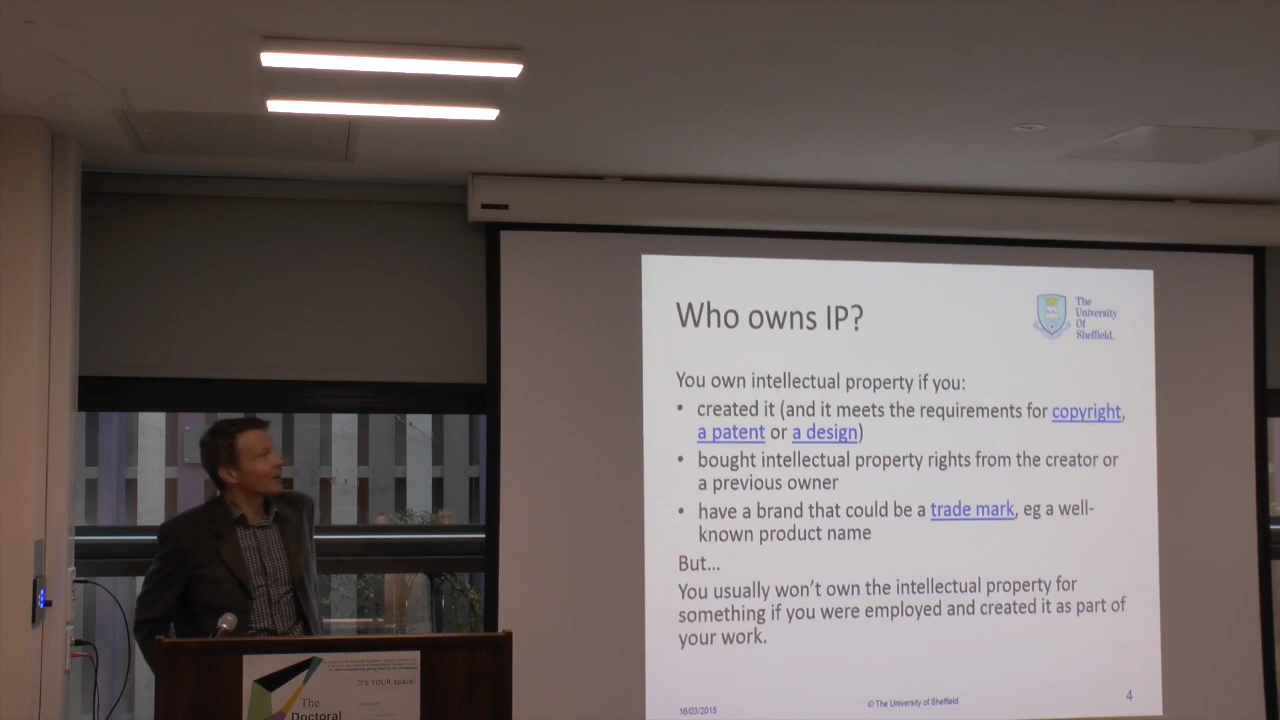 Who owns IP?
The
University
Of
Sheffield.
You own intellectual property if you:
• created it (and it meets the requirements for copyright,
a patent or a design)
• bought intellectual property rights from the creator or
a previous owner
• have a brand that could be a trade mark, eg a well-
known product name
But...
You usually won't own the intellectual property for
something if you were employed and created it as part of
your work.
16/03/2015
© The University of Sheffield
4
It's YOUR space!
The
Doctoral